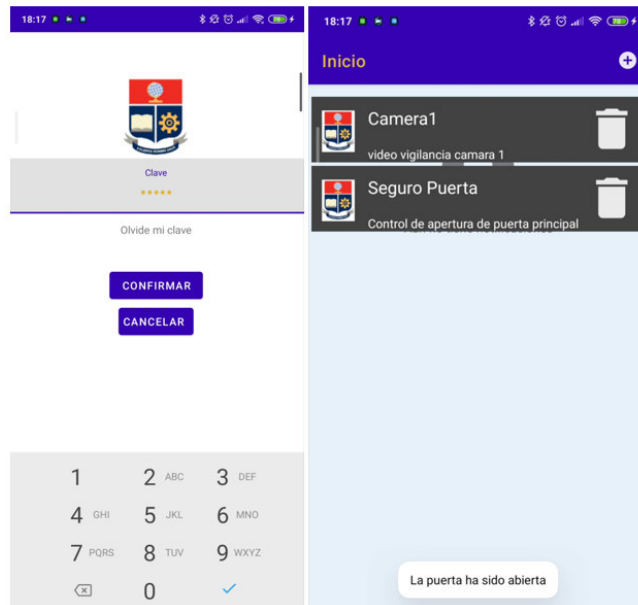 18:17
Clave
*****
Olvide mi clave
CONFIRMAR
CANCELAR
1
2 ABC
3 DEF
4 GHI
5 JKL
6 MNO
7 PQRS
8 TUV
9 WXYZ
0
18:17
Inicio
Camera1
video vigilancia camara 1
Seguro Puerta
Control de apertura de puerta principal
La puerta ha sido abierta